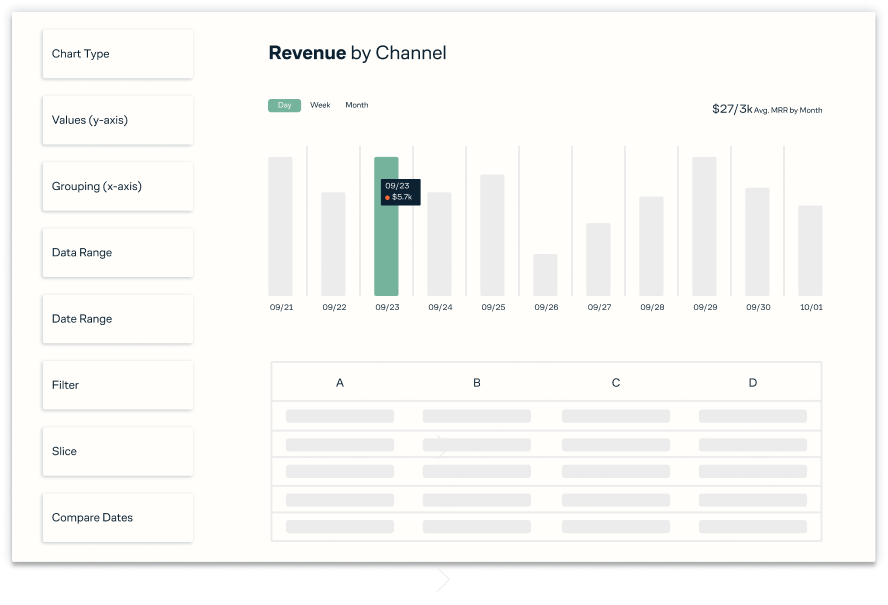 Chart Type
Values (y-axis)
Grouping (x-axis)
Data Range
Date Range
Filter
Slice
Compare Dates
Revenue by Channel
Day Week Month
$27/3k Avg. MRR by Month
09/23
$5.7k
09/21 09/22 09/23 09/24 09/25 09/26 09/27 09/28 09/29 09/30 10/01
A B C D